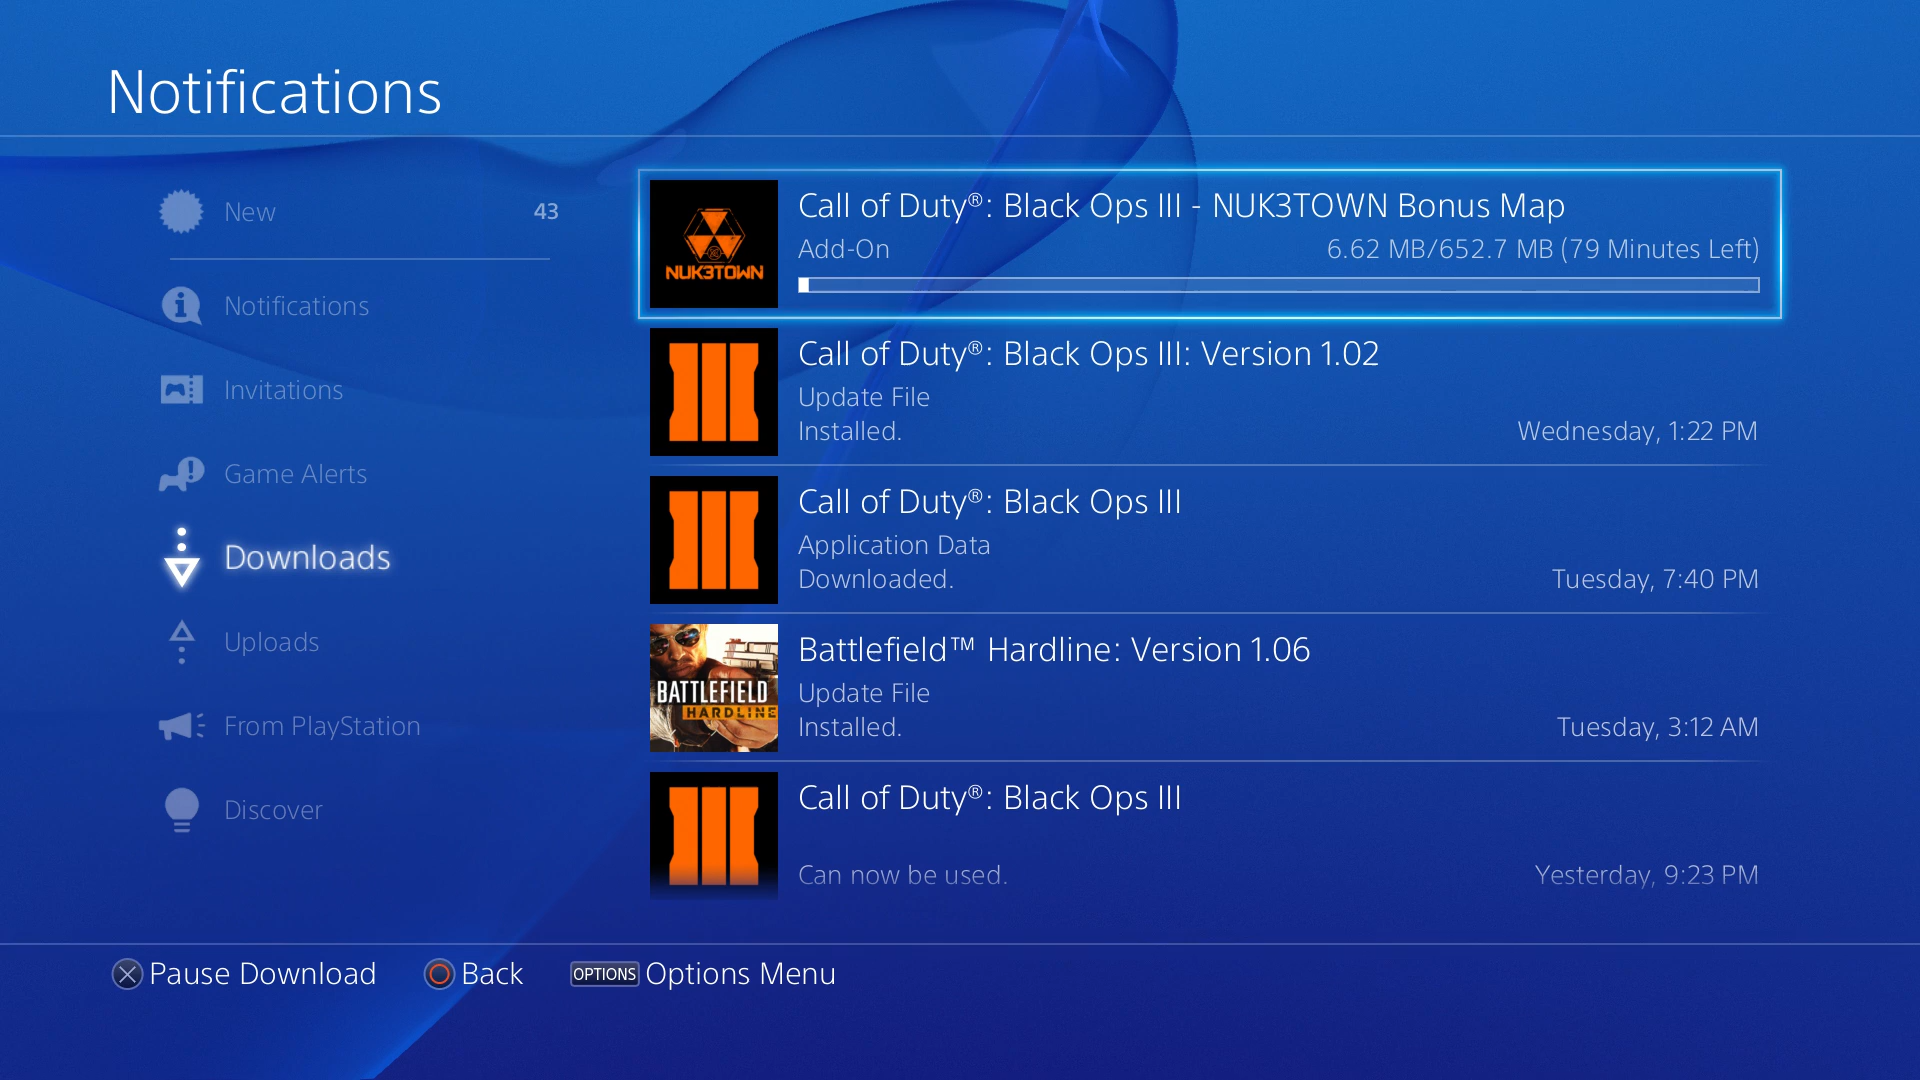 Notifications
New 43
Notifications
Invitations
Game Alerts
Downloads
Uploads
From PlayStation
Discover
NUK3TOWN
Call of Duty®: Black Ops III - NUK3TOWN Bonus Map
Add-On 6.62 MB/652.7 MB (79 Minutes Left)
III
Call of Duty®: Black Ops III: Version 1.02
Update File
Installed. Wednesday, 1:22 PM
III
Call of Duty®: Black Ops III
Application Data
Downloaded. Tuesday, 7:40 PM
BATTLEFIELD
HARDLINE
Battlefield™ Hardline: Version 1.06
Update File
Installed. Tuesday, 3:12 AM
III
Call of Duty®: Black Ops III
Can now be used. Yesterday, 9:23 PM
Pause Download Back OPTIONS Options Menu